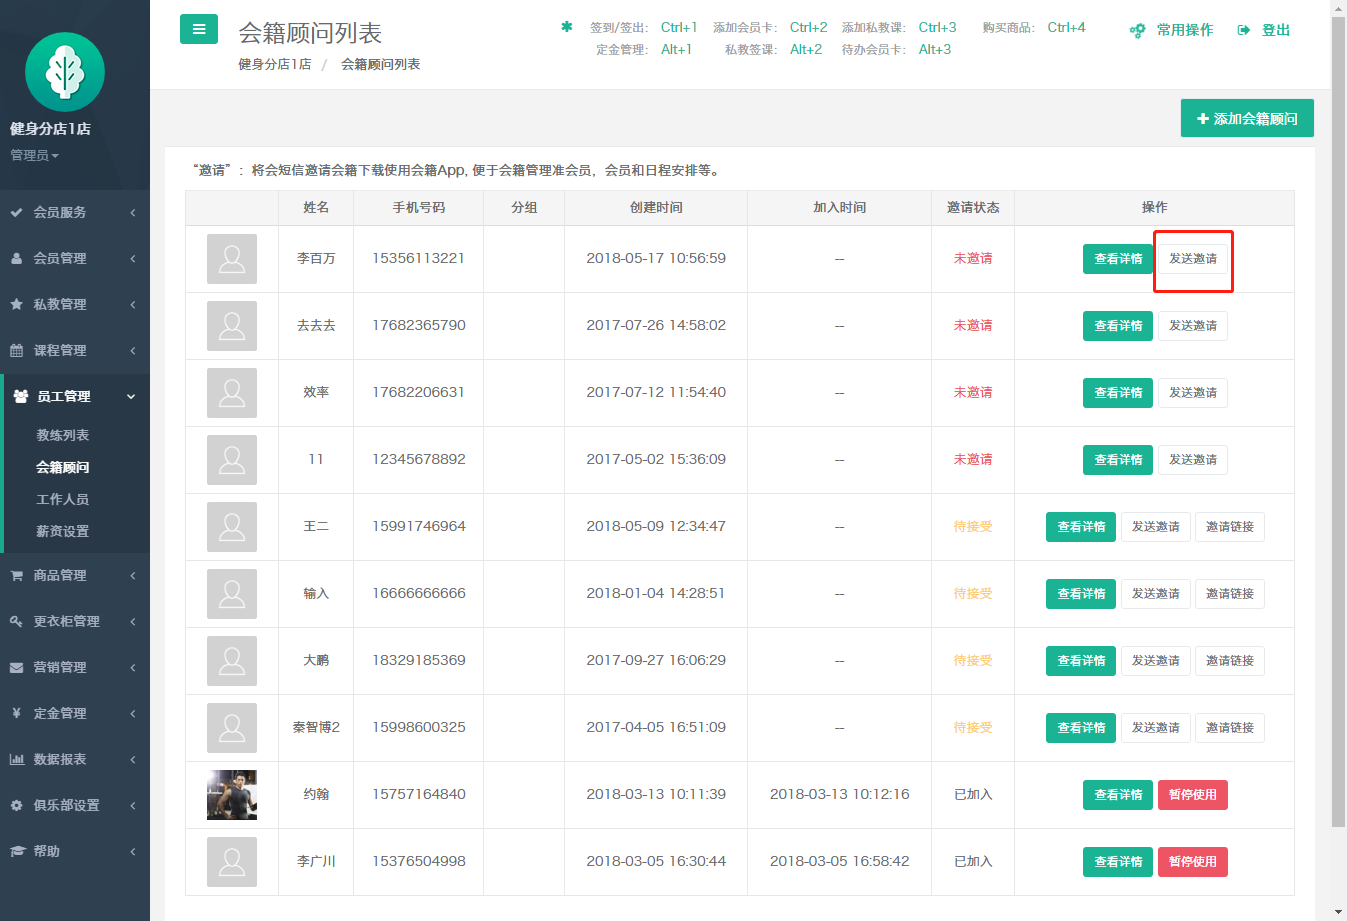 健身分店1店
管理员
会员服务
会员管理
私教管理
课程管理
员工管理
教练列表
会籍顾问
工作人员
薪资设置
商品管理
更衣柜管理
营销管理
定金管理
数据报表
俱乐部设置
帮助
会籍顾问列表
健身分店1店 / 会籍顾问列表
签到/签出: Ctrl+1 添加会员卡: Ctrl+2 添加私教课: Ctrl+3 购买商品: Ctrl+4
定金管理: Alt+1 私教签课: Alt+2 待办会员卡: Alt+3
常用操作 登出
添加会籍顾问
“邀请”：将会短信邀请会籍下载使用会籍App, 便于会籍管理准会员，会员和日程安排等。
姓名 手机号码 分组 创建时间 加入时间 邀请状态 操作
李百万 15356113221 2018-05-17 10:56:59 -- 未邀请 查看详情 发送邀请
去去去 17682365790 2017-07-26 14:58:02 -- 未邀请 查看详情 发送邀请
效率 17682206631 2017-07-12 11:54:40 -- 未邀请 查看详情 发送邀请
11 12345678892 2017-05-02 15:36:09 -- 未邀请 查看详情 发送邀请
王二 15991746964 2018-05-09 12:34:47 -- 待接受 查看详情 发送邀请 邀请链接
输入 16666666666 2018-01-04 14:28:51 -- 待接受 查看详情 发送邀请 邀请链接
大鹏 18329185369 2017-09-27 16:06:29 -- 待接受 查看详情 发送邀请 邀请链接
秦智博2 15998600325 2017-04-05 16:51:09 -- 待接受 查看详情 发送邀请 邀请链接
约翰 15757164840 2018-03-13 10:11:39 2018-03-13 10:12:16 已加入 查看详情 暂停使用
李广川 15376504998 2018-03-05 16:30:44 2018-03-05 16:58:42 已加入 查看详情 暂停使用